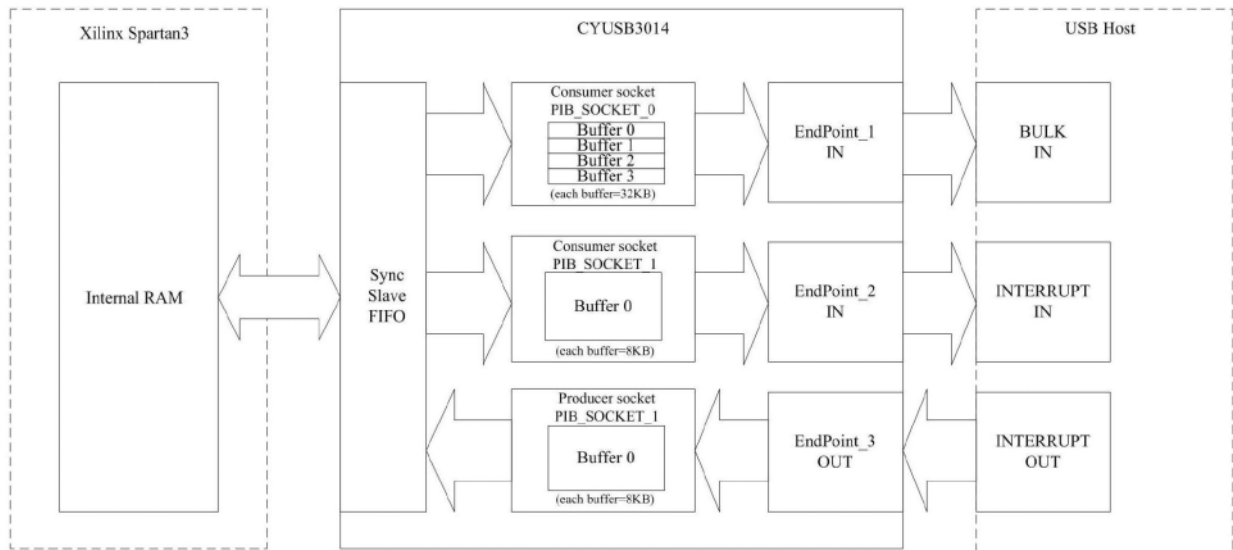 Xilinx Spartan3
CYUSB3014
USB Host
Internal RAM
Sync
Slave
FIFO
Consumer socket
PIB_SOCKET_0
Buffer 0
Buffer 1
Buffer 2
Buffer 3
(each buffer=32KB)
EndPoint_1
IN
BULK
IN
Consumer socket
PIB_SOCKET_1
Buffer 0
(each buffer=8KB)
EndPoint_2
IN
INTERRUPT
IN
Producer socket
PIB_SOCKET_1
Buffer 0
(each buffer=8KB)
EndPoint_3
OUT
INTERRUPT
OUT